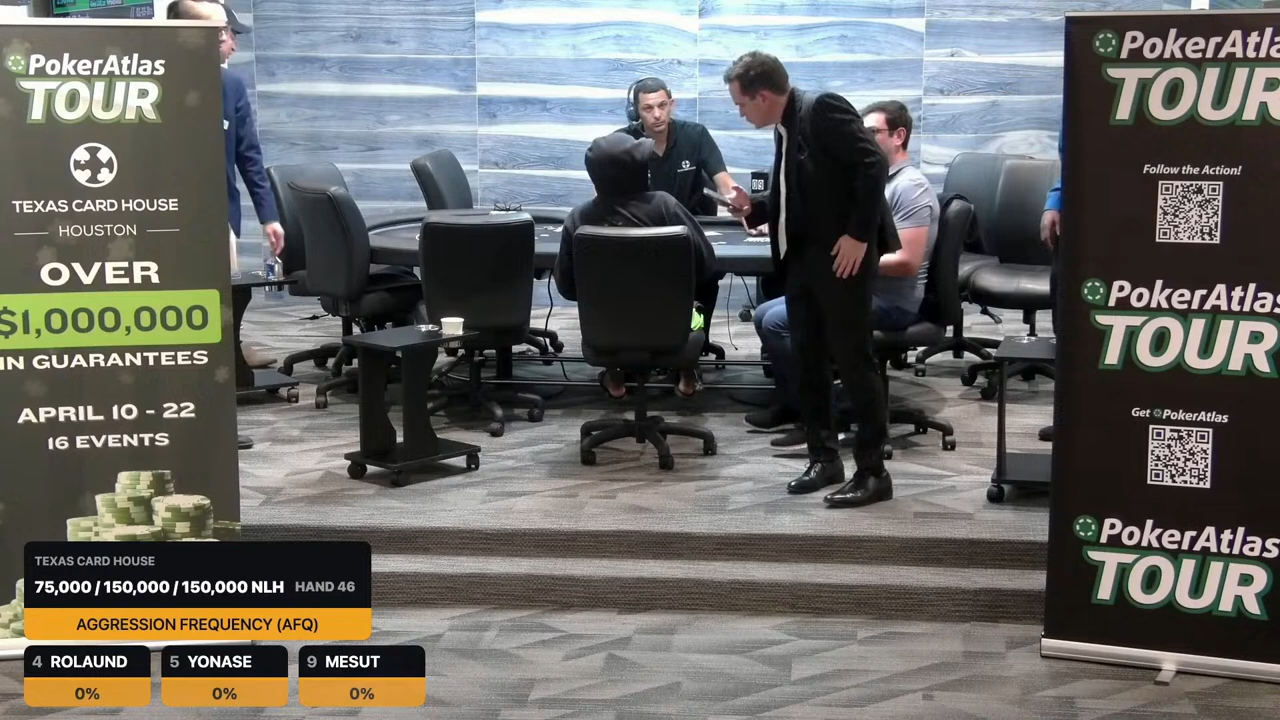 PokerAtlas
TOUR
TEXAS CARD HOUSE
HOUSTON
OVER
$1,000,000
IN GUARANTEES
APRIL 10 - 22
16 EVENTS
TEXAS CARD HOUSE
75,000 / 150,000 / 150,000 NLH HAND 46
AGGRESSION FREQUENCY (AFQ)
4 ROLAUND
0%
5 YONASE
0%
9 MESUT
0%
PokerAtla
TOUR
Follow the Action!
PokerAtlas
TOUR
Get PokerAtlas
PokerAtlas
TOUR